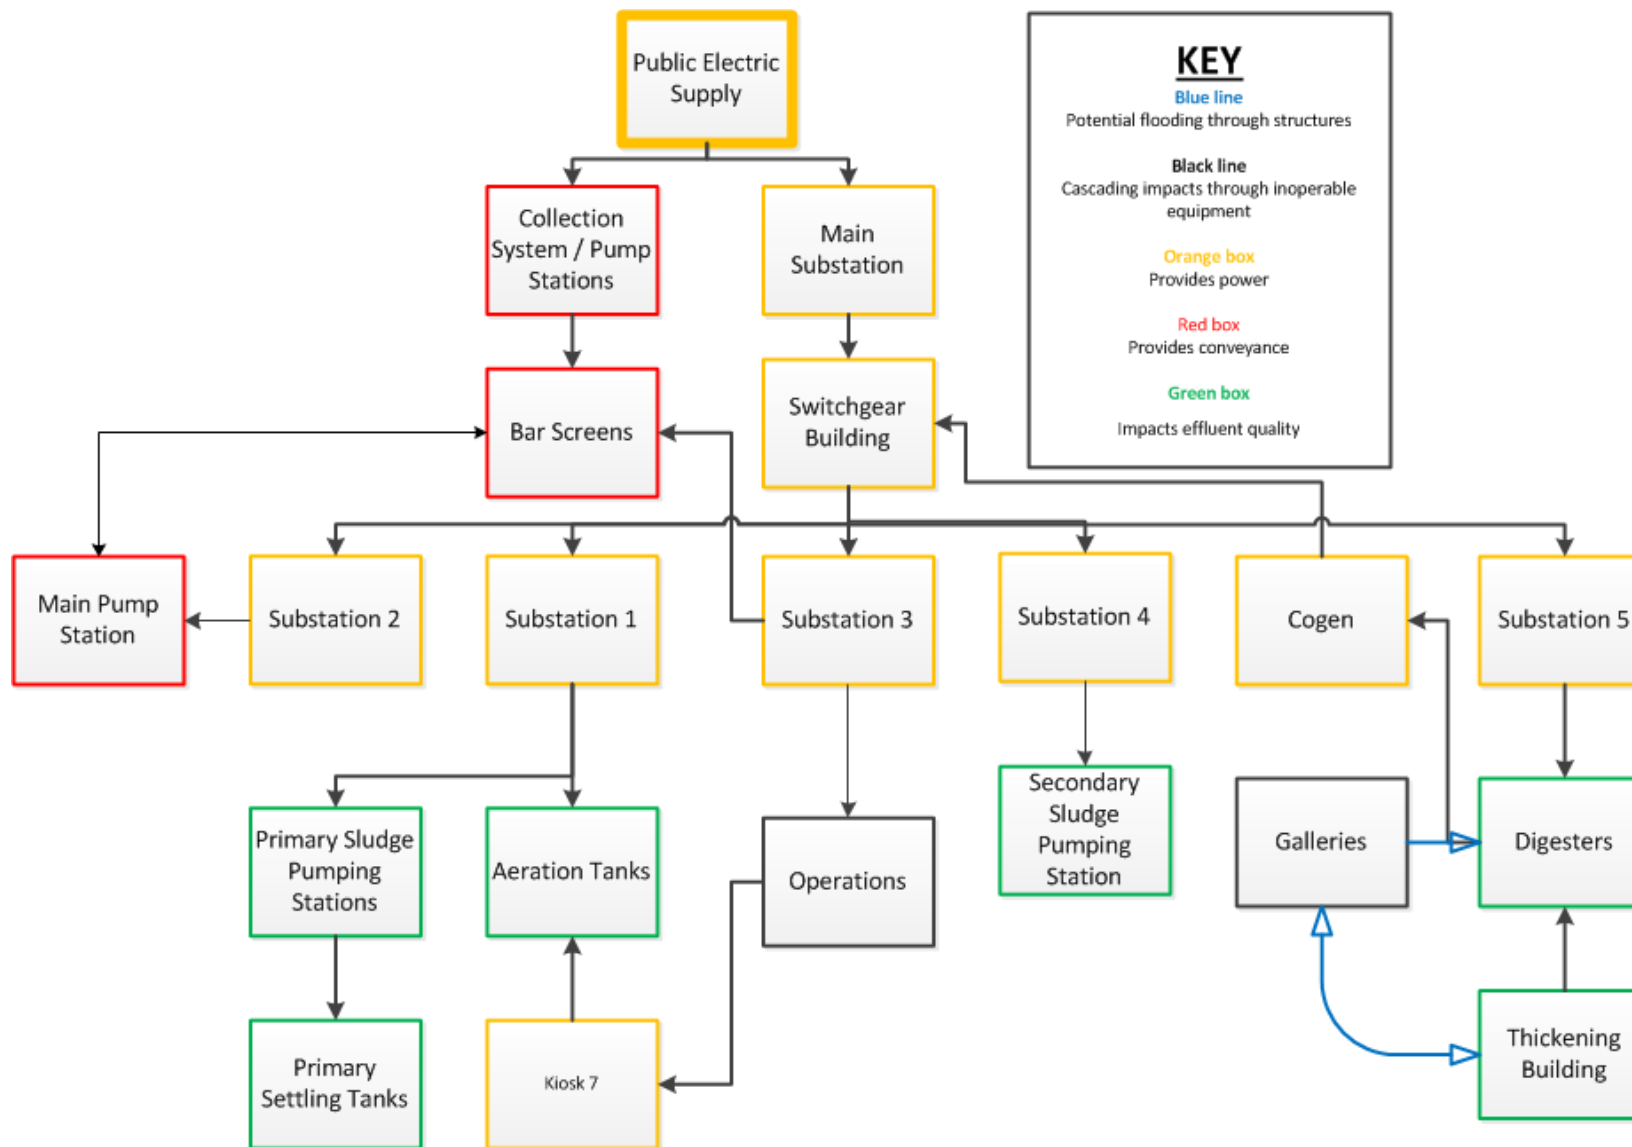 Public Electric
Supply
KEY
Blue line
Potential flooding through structures
Black line
Cascading impacts through inoperable
equipment
Orange box
Provides power
Red box
Provides conveyance
Green box
Impacts effluent quality
Collection
System / Pump
Stations
Main
Substation
Bar Screens
Switchgear
Building
Main Pump
Station
Substation 2
Substation 1
Substation 3
Substation 4
Cogen
Substation 5
Primary Sludge
Pumping
Stations
Aeration Tanks
Operations
Secondary
Sludge
Pumping
Station
Galleries
Digesters
Primary
Settling Tanks
Kiosk 7
Thickening
Building